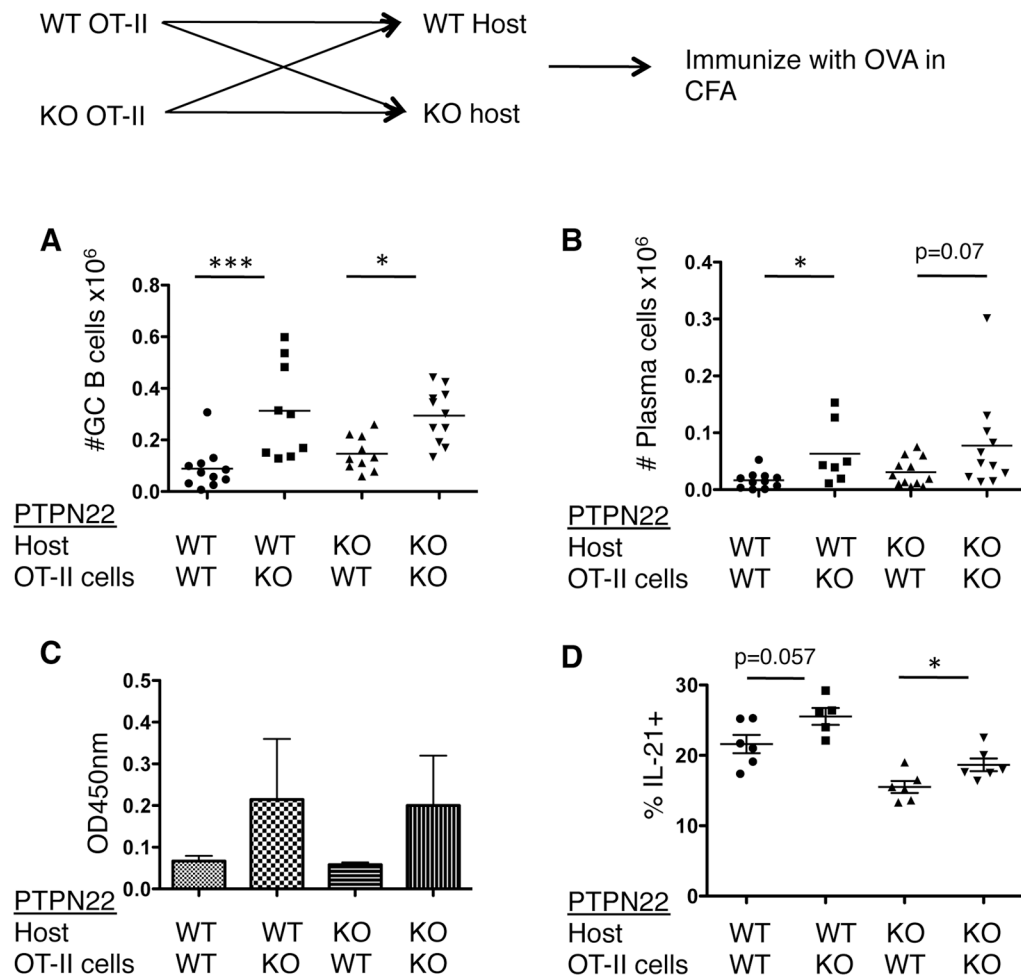 WT OT-II
WT Host
KO OT-II
KO host
Immunize with OVA in
CFA
A
#GC B cells x10⁶
0.8
0.6
0.4
0.2
0.0
***
*
PTPN22
Host WT WT KO KO
OT-II cells WT KO WT KO
B
# Plasma cells x10⁶
0.4
0.3
0.2
0.1
0.0
*
p=0.07
PTPN22
Host WT WT KO KO
OT-II cells WT KO WT KO
C
OD450nm
0.5
0.4
0.3
0.2
0.1
0.0
PTPN22
Host WT WT KO KO
OT-II cells WT KO WT KO
D
% IL-21+
30
20
10
0
p=0.057
*
PTPN22
Host WT WT KO KO
OT-II cells WT KO WT KO